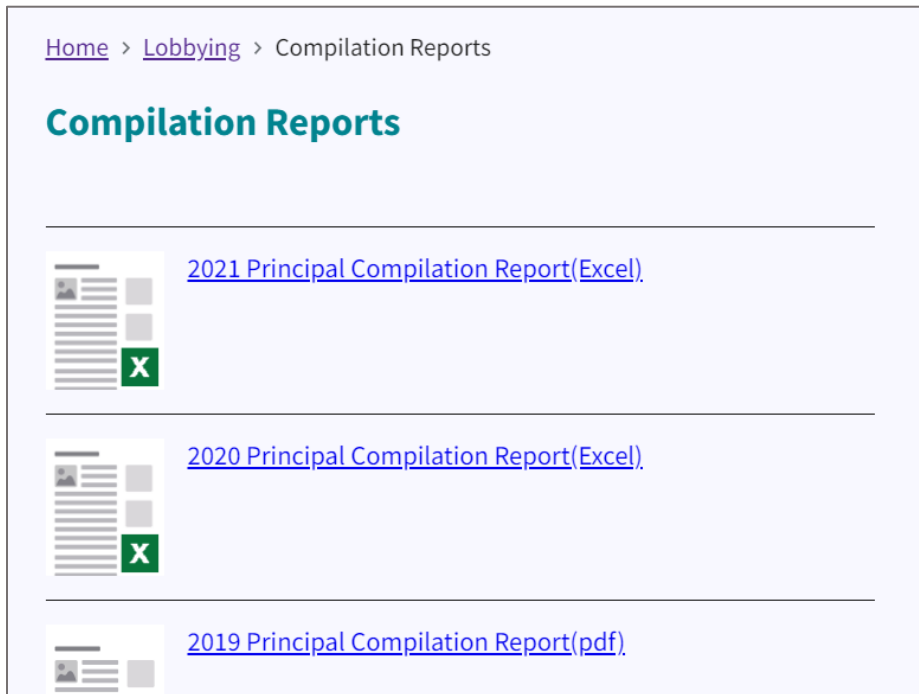 Home > Lobbying > Compilation Reports
Compilation Reports
2021 Principal Compilation Report(Excel)
X
2020 Principal Compilation Report(Excel)
X
2019 Principal Compilation Report(pdf)